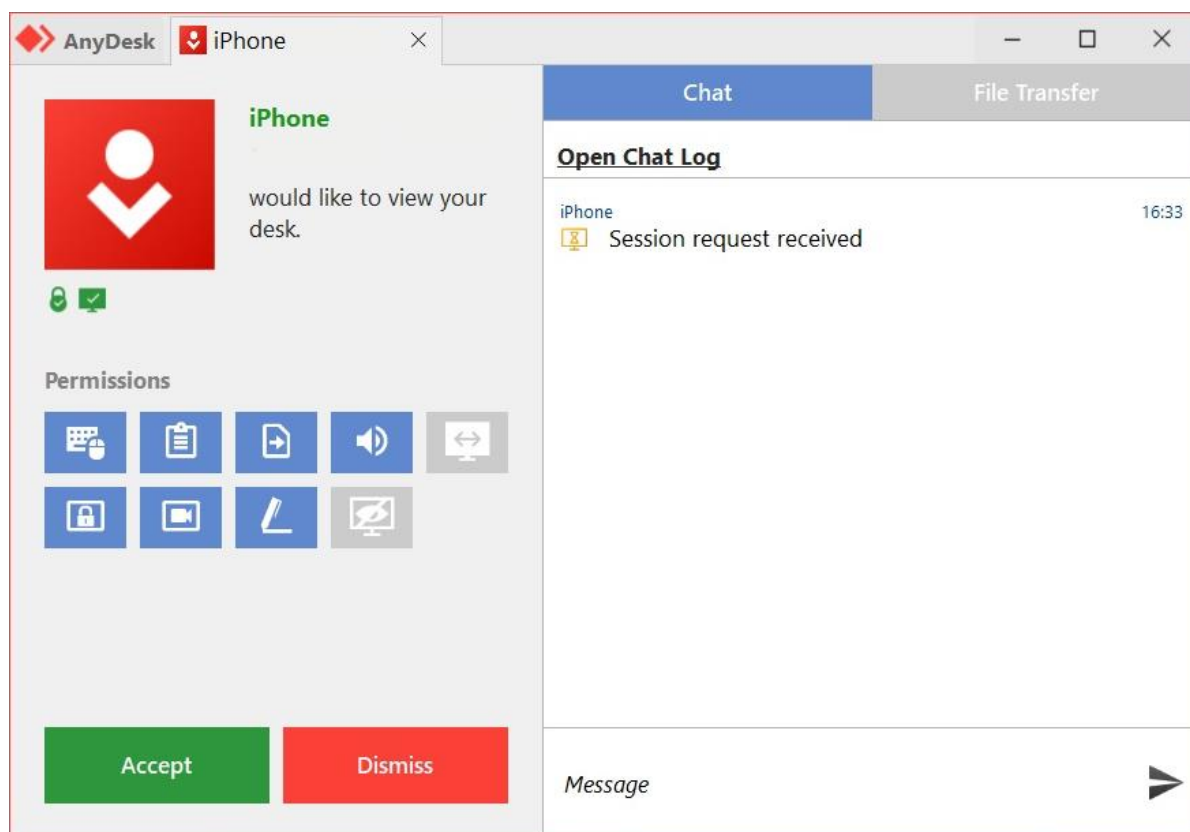 AnyDesk
iPhone
iPhone
would like to view your
desk.
Permissions
Accept
Dismiss
Chat
File Transfer
Open Chat Log
iPhone 16:33
Session request received
Message